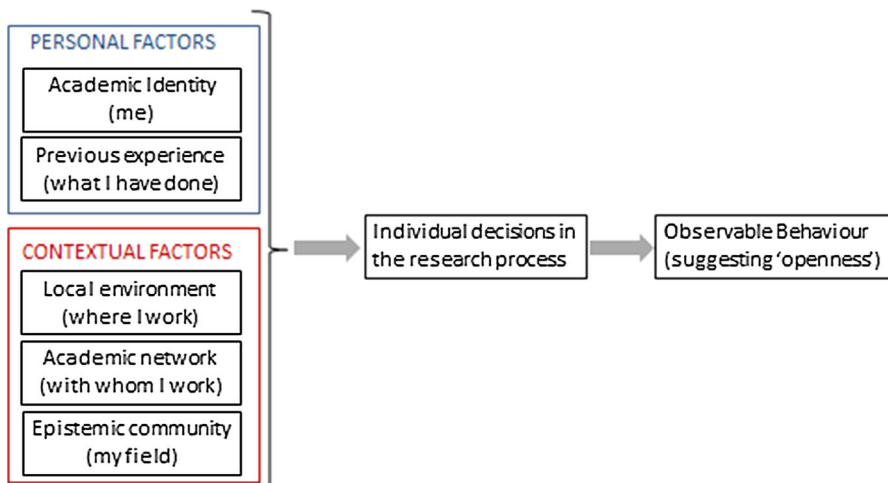 PERSONAL FACTORS
Academic Identity
(me)
Previous experience
(what I have done)
CONTEXTUAL FACTORS
Local environment
(where I work)
Academic network
(with whom I work)
Epistemic community
(my field)
Individual decisions in
the research process
Observable Behaviour
(suggesting ‘openness’)